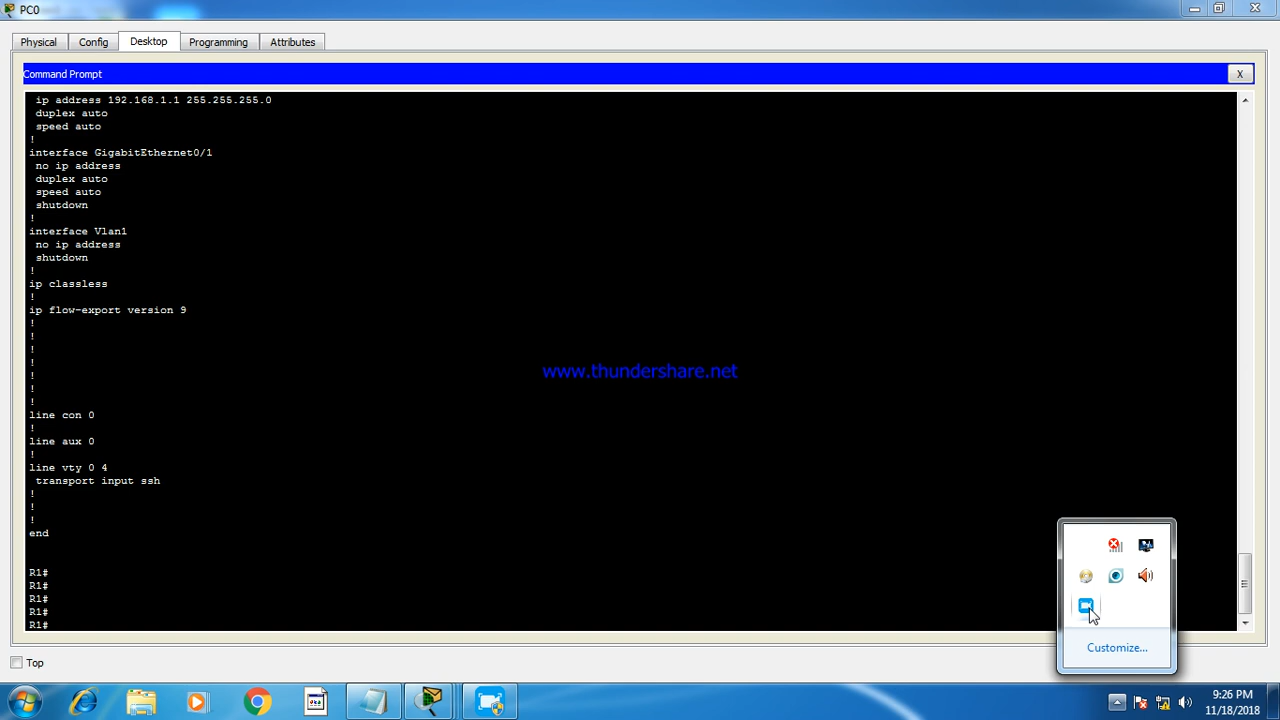 PC0
Physical
Config
Desktop
Programming
Attributes
Command Prompt
X
ip address 192.168.1.1 255.255.255.0
duplex auto
speed auto
!
interface GigabitEthernet0/1
no ip address
duplex auto
speed auto
shutdown
!
interface Vlan1
no ip address
shutdown
!
ip classless
!
ip flow-export version 9
!
!
!
!
!
!
!
line con 0
!
line aux 0
!
line vty 0 4
transport input ssh
!
!
!
end
R1#
R1#
R1#
R1#
R1#
www.thundershare.net
Customize...
Top
9:26 PM
11/18/2018